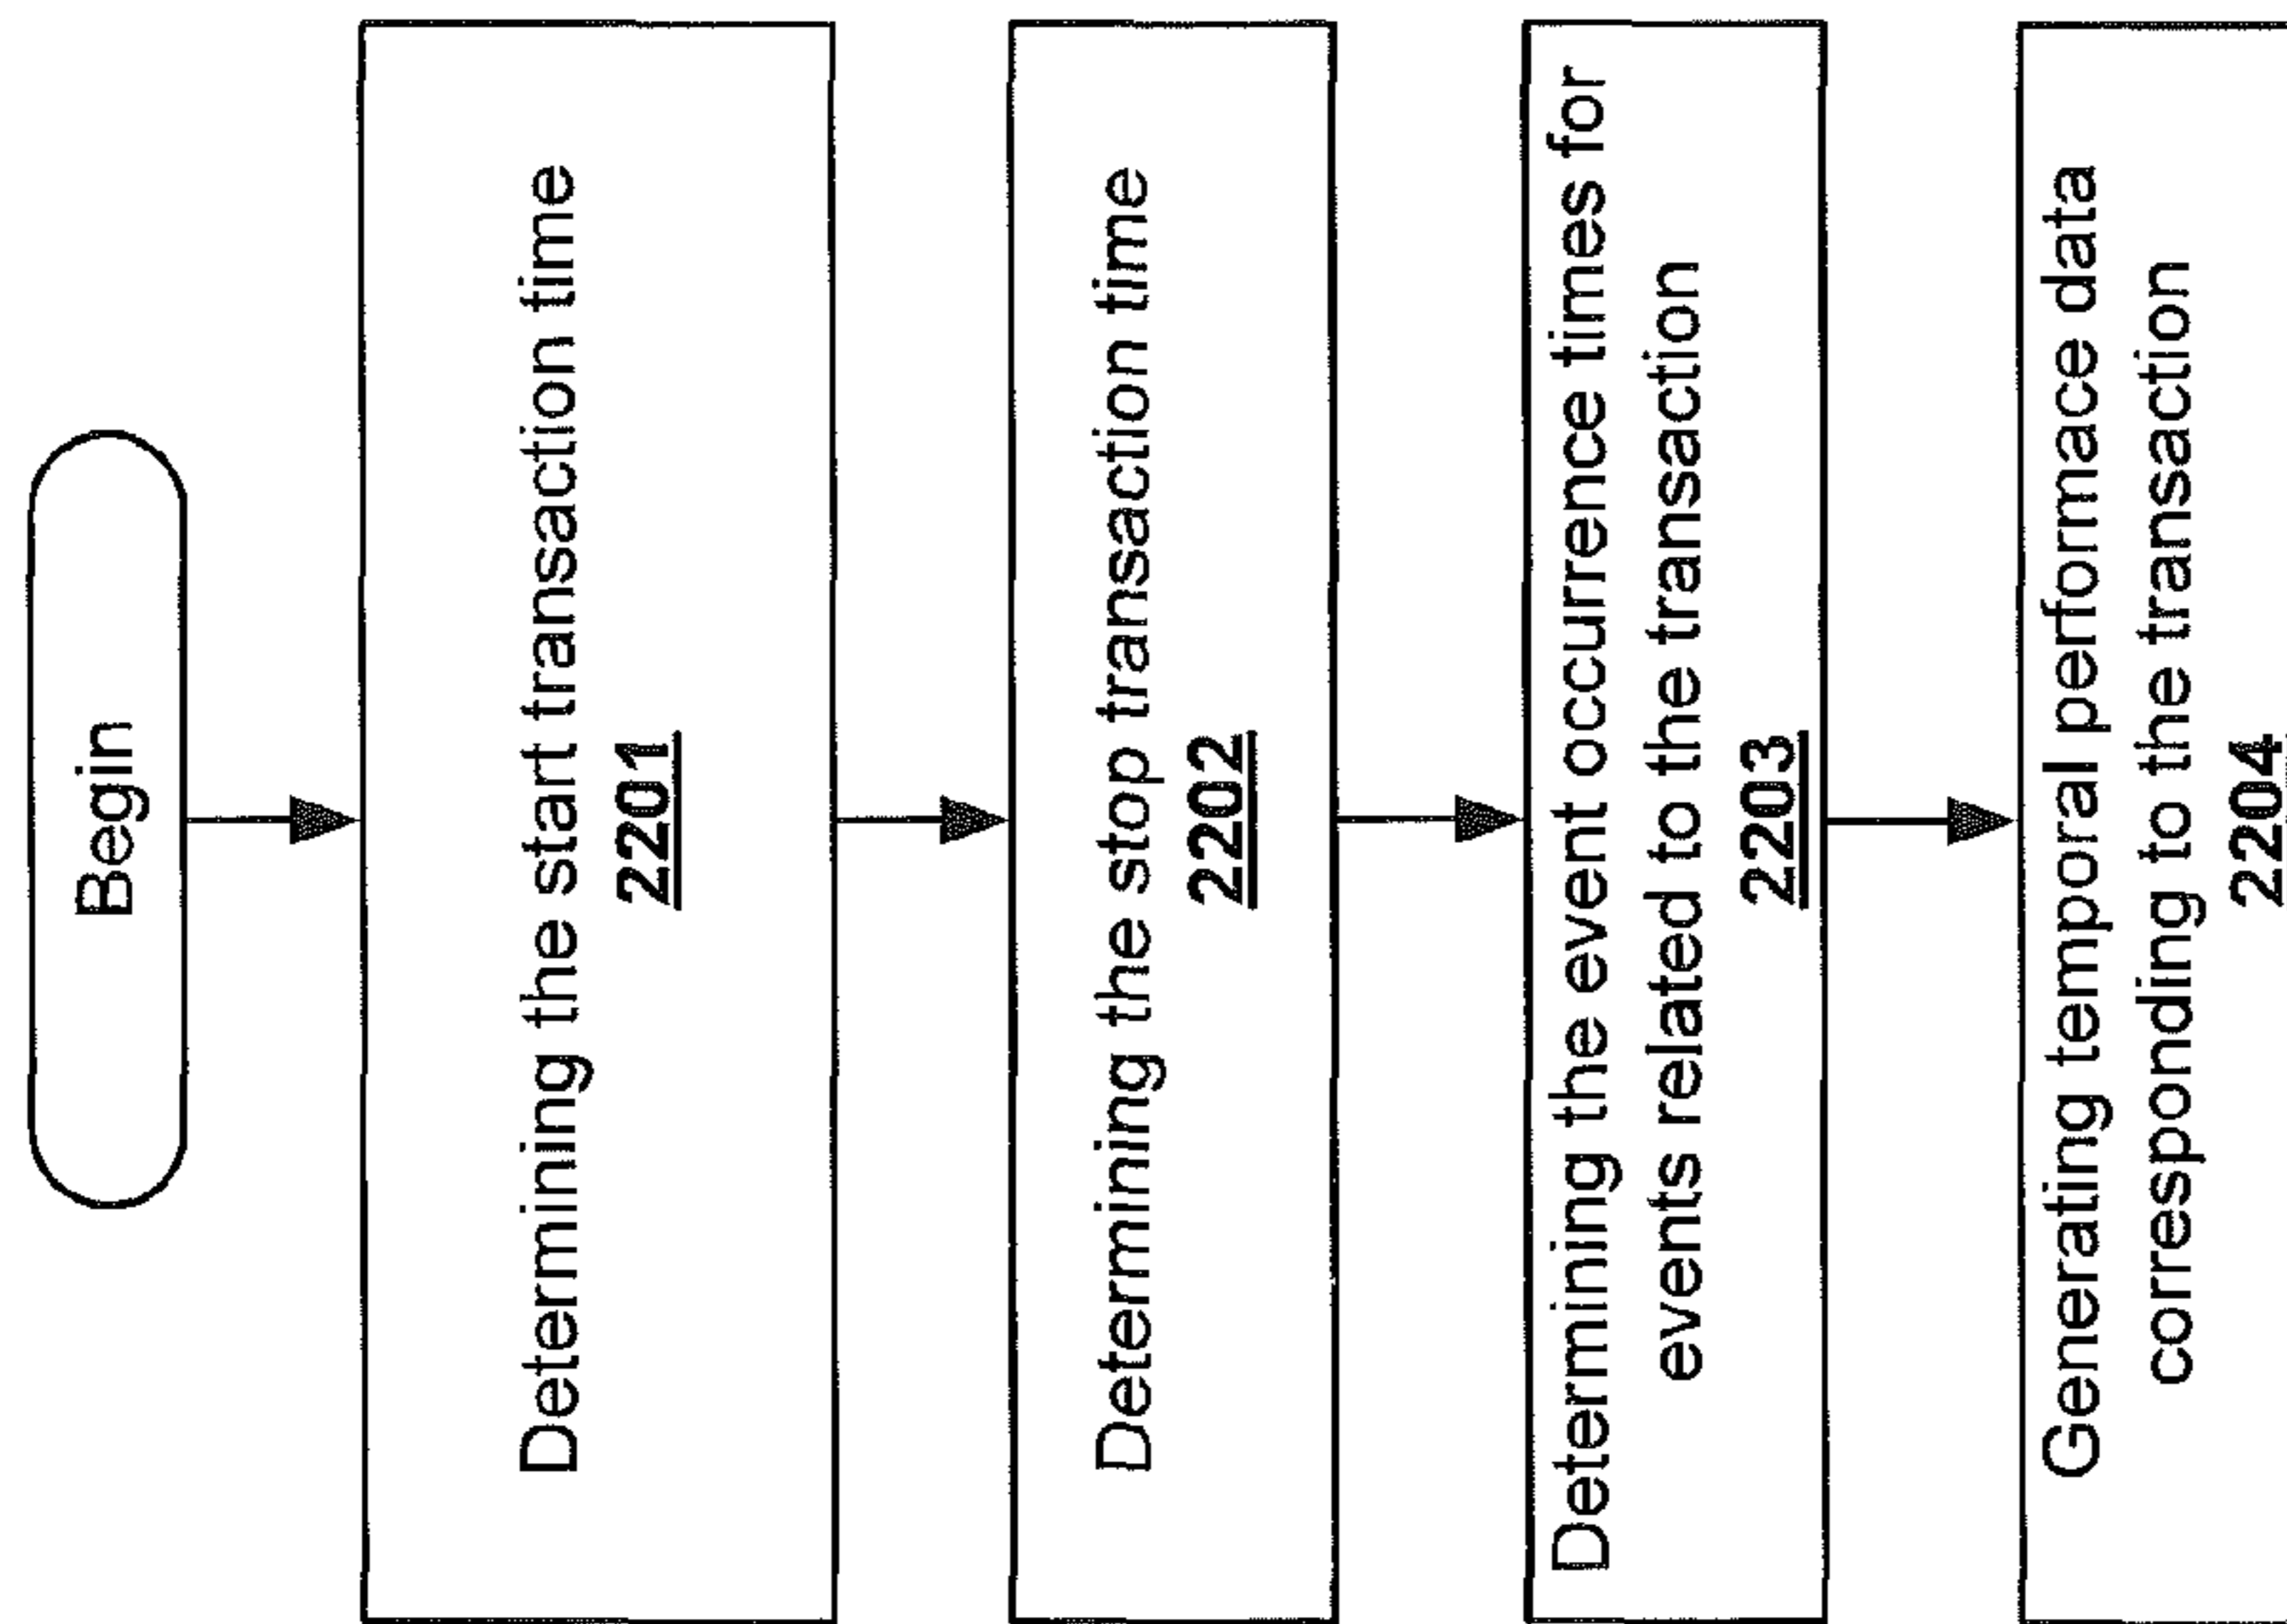 Begin
Determining the start transaction time
2201
Determining the stop transaction time
2202
Determining the event occurrence times for
events related to the transaction
2203
Generating temporal performace data
corresponding to the transaction
2204